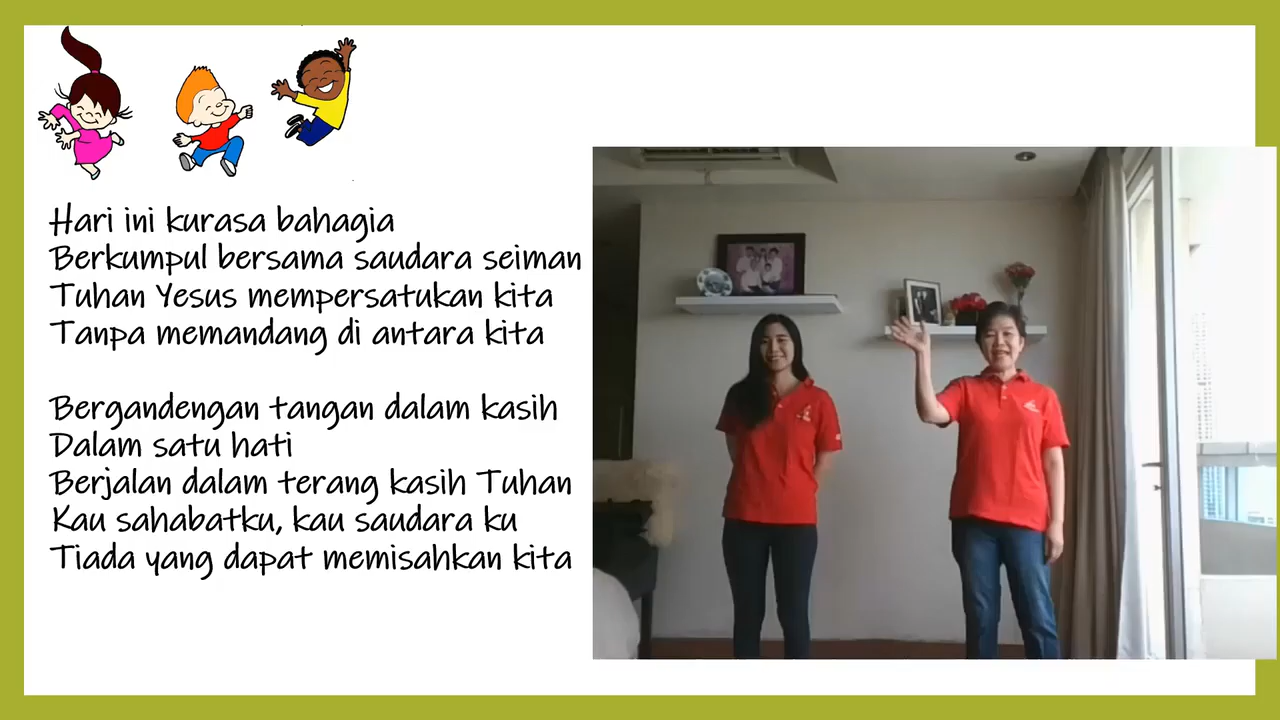 Hari ini kurasa bahagia
Berkumpul bersama saudara seiman
Tuhan Yesus mempersatukan kita
Tanpa memandang di antara kita
Bergandengan tangan dalam kasih
Dalam satu hati
Berjalan dalam terang kasih Tuhan
Kau sahabatku, kau saudara ku
Tiada yang dapat memisahkan kita